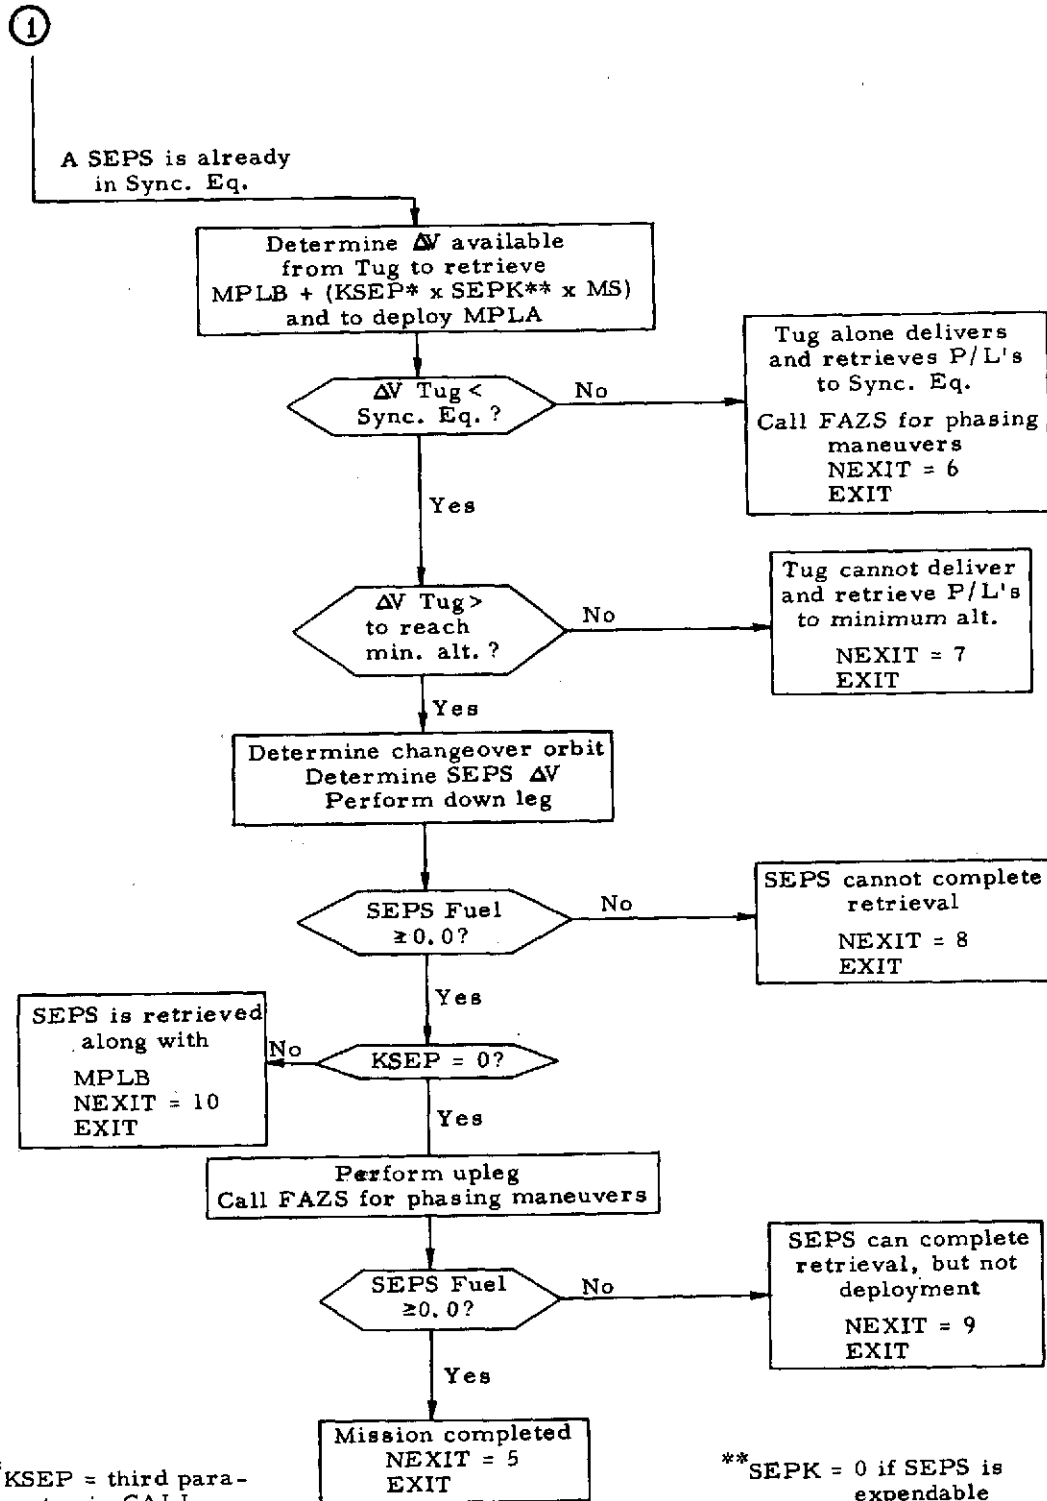 1
A SEPS is already
in Sync. Eq.
Determine ΔV available
from Tug to retrieve
MPLB + (KSEP* x SEPK** x MS)
and to deploy MPLA
ΔV Tug <
Sync. Eq. ?
No
Tug alone delivers
and retrieves P/L's
to Sync. Eq.
Call FAZS for phasing
maneuvers
NEXIT = 6
EXIT
Yes
ΔV Tug >
to reach
min. alt. ?
No
Tug cannot deliver
and retrieve P/L's
to minimum alt.
NEXIT = 7
EXIT
Yes
Determine changeover orbit
Determine SEPS ΔV
Perform down leg
SEPS Fuel
≥0.0?
No
SEPS cannot complete
retrieval
NEXIT = 8
EXIT
Yes
KSEP = 0?
No
SEPS is retrieved
along with
MPLB
NEXIT = 10
EXIT
Yes
Perform upleg
Call FAZS for phasing maneuvers
SEPS Fuel
≥0.0?
No
SEPS can complete
retrieval, but not
deployment
NEXIT = 9
EXIT
Yes
Mission completed
NEXIT = 5
EXIT
*KSEP = third para-
in CALL
**SEPK = 0 if SEPS is
expendable